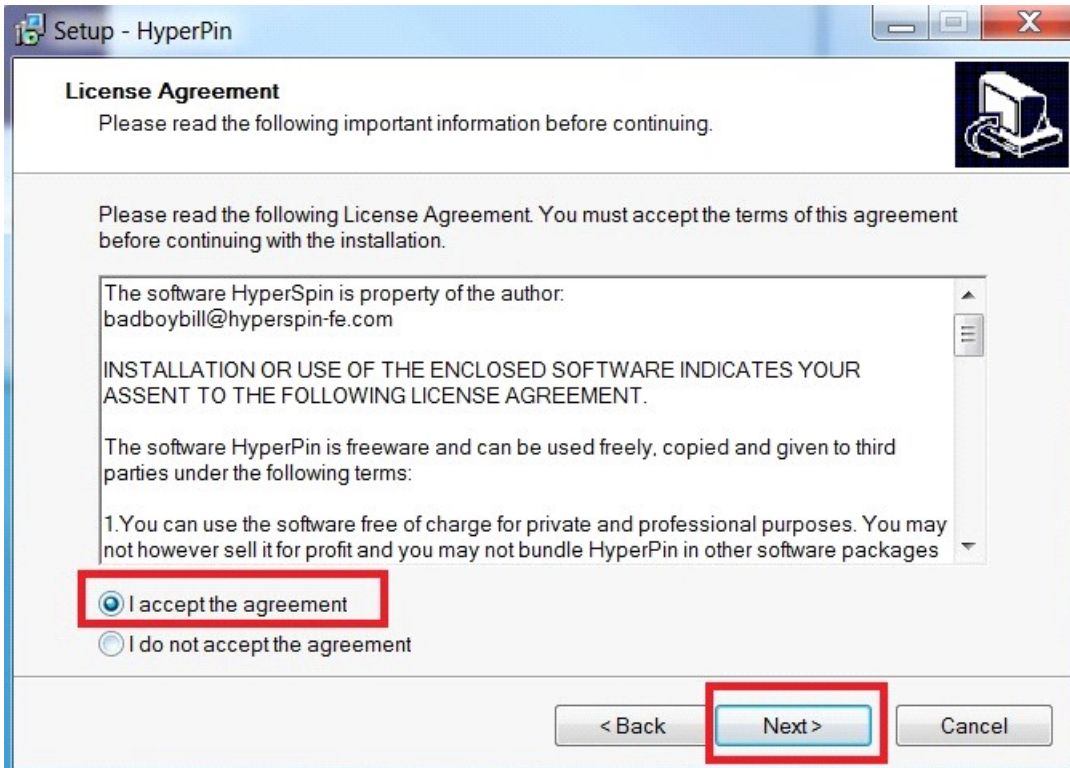 Setup - HyperPin
License Agreement
Please read the following important information before continuing.
Please read the following License Agreement. You must accept the terms of this agreement
before continuing with the installation.
The software HyperSpin is property of the author:
badboybill@hyperspin-fe.com
INSTALLATION OR USE OF THE ENCLOSED SOFTWARE INDICATES YOUR
ASSENT TO THE FOLLOWING LICENSE AGREEMENT.
The software HyperPin is freeware and can be used freely, copied and given to third
parties under the following terms:
1.You can use the software free of charge for private and professional purposes. You may
not however sell it for profit and you may not bundle HyperPin in other software packages
I accept the agreement
I do not accept the agreement
< Back Next > Cancel